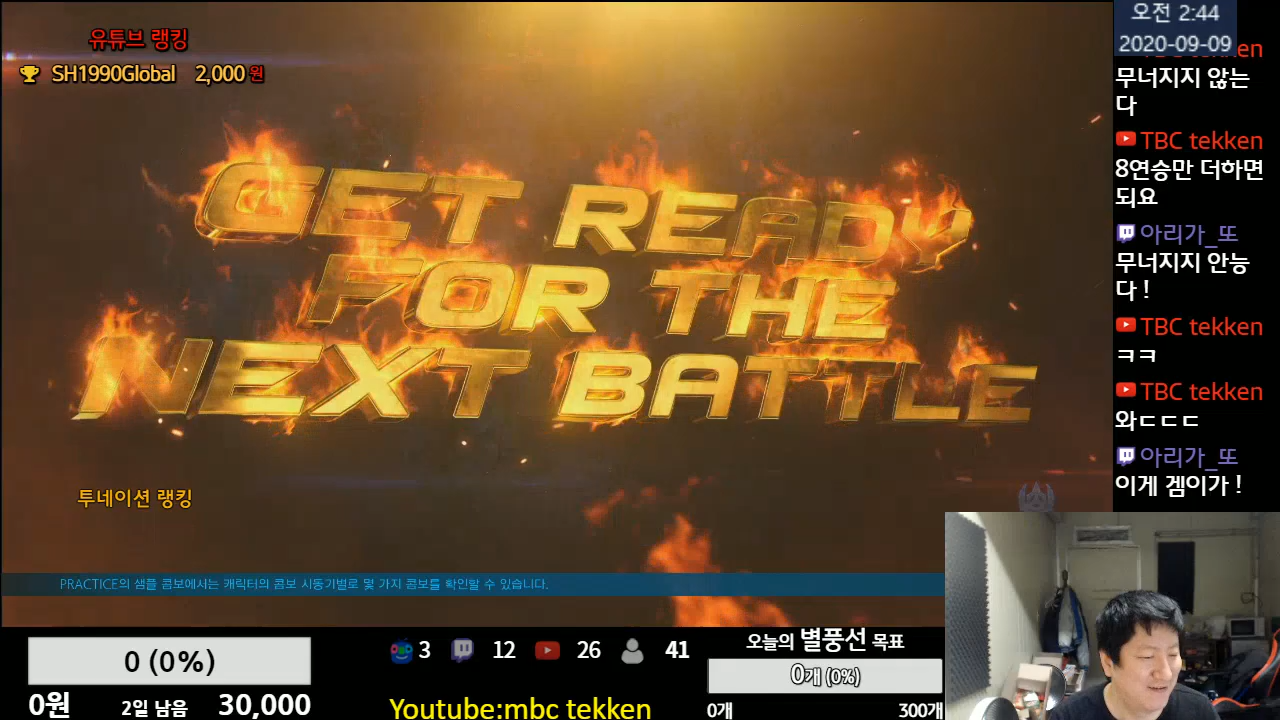 유튜브 랭킹
SH1990Global 2,000 원
GET READY
FOR THE
NEXT BATTLE
투네이션 랭킹
PRACTICE의 샘플 콤보에서는 캐릭터의 콤보 시동기별로 몇 가지 콤보를 확인할 수 있습니다.
오전 2:44
2020-09-09
en
무너지지 않는
다
TBC tekken
8연승만 더하면
되요
아리가_또
무너지지 안능
다 !
TBC tekken
ㅋㅋ
TBC tekken
와ㄷㄷㄷ
아리가_또
이게 겜이가 !
0 (0%)
0원 2일 남음 30,000
3 12 26 41
Youtube:mbc tekken
오늘의 별풍선 목표
0개 (0%)
0개 300개